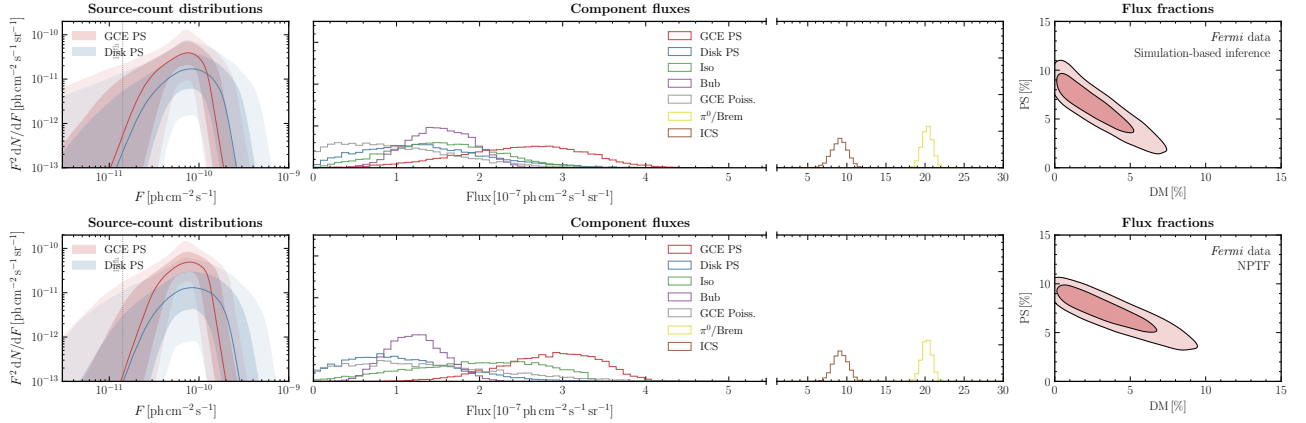 Source-count distributions
Component fluxes
Flux fractions
F² dN/dF [ph cm⁻² s⁻¹ sr⁻¹]
10⁻¹⁰
10⁻¹¹
10⁻¹²
10⁻¹³
GCE PS
Disk PS
10⁻¹¹ 10⁻¹⁰ 10⁻⁹
F [ph cm⁻² s⁻¹]
GCE PS
Disk PS
Iso
Bub
GCE Poiss.
π⁰/Brem
ICS
0 1 2 3 4 5
10 15 20 25 30
Flux [10⁻⁷ ph cm⁻² s⁻¹ sr⁻¹]
Fermi data
Simulation-based inference
PS [%]
15
10
5
0
0 5 10 15
DM [%]
Source-count distributions
Component fluxes
Flux fractions
F² dN/dF [ph cm⁻² s⁻¹ sr⁻¹]
10⁻¹⁰
10⁻¹¹
10⁻¹²
10⁻¹³
GCE PS
Disk PS
10⁻¹¹ 10⁻¹⁰ 10⁻⁹
F [ph cm⁻² s⁻¹]
GCE PS
Disk PS
Iso
Bub
GCE Poiss.
π⁰/Brem
ICS
1 2 3 4 5
5 10 15 20 25 30
Flux [10⁻⁷ ph cm⁻² s⁻¹ sr⁻¹]
Fermi data
NPTF
PS [%]
15
10
5
0
0 5 10 15
DM [%]